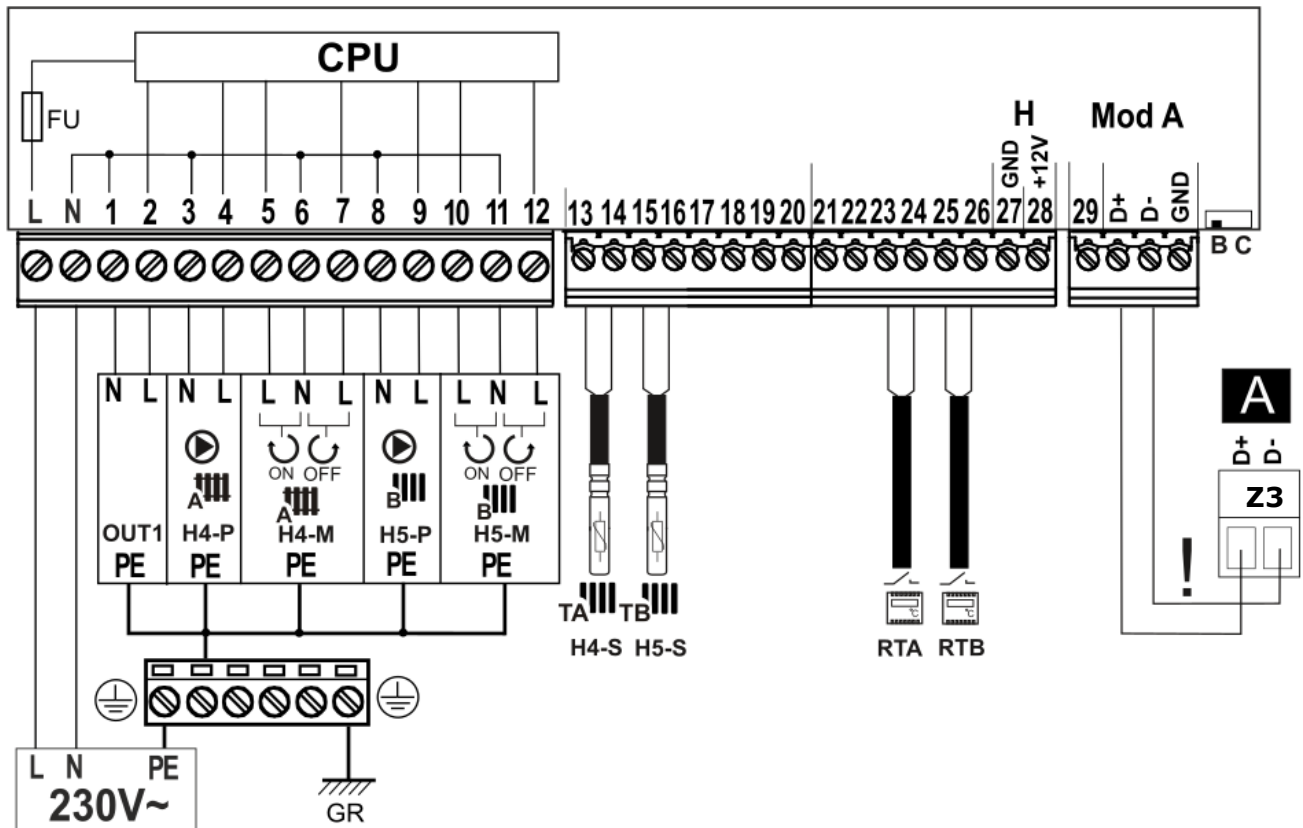 CPU
FU
H
Mod A
GND
+12V
D+
D-
GND
L N 1 2 3 4 5 6 7 8 9 10 11 12
13 14 15 16 17 18 19 20 21 22 23 24 25 26 27 28
29
B C
N L N L L N L N L L N L
ON OFF
ON OFF
A
A
B
B
OUT1 H4-P H4-M H5-P H5-M
PE PE PE PE PE
TA TB
H4-S H5-S
°C
°C
RTA RTB
A
D+
D-
Z3
!
L N PE
230V~
GR